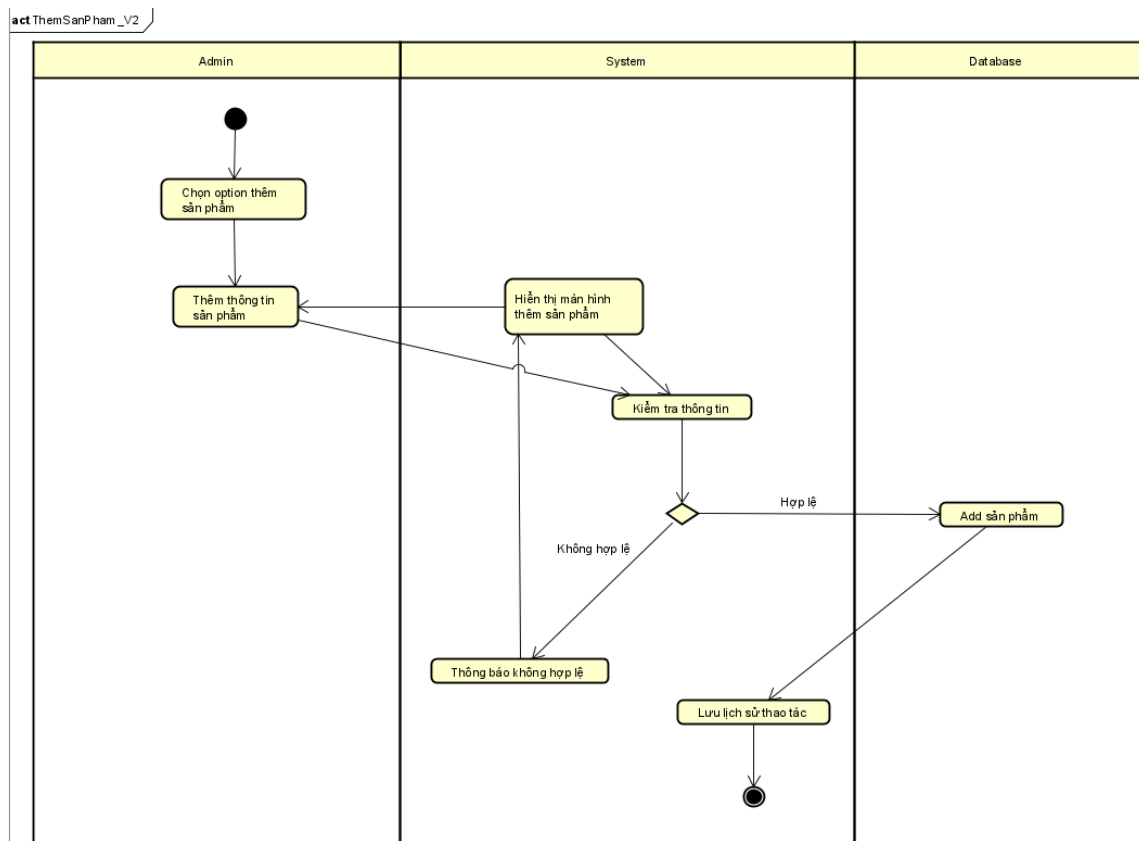 act ThemSanPham_V2
Admin
System
Database
Chọn option thêm
sản phẩm
Thêm thông tin
sản phẩm
Hiển thị màn hình
thêm sản phẩm
Kiểm tra thông tin
Hợp lệ
Add sản phẩm
Không hợp lệ
Thông báo không hợp lệ
Lưu lịch sử thao tác